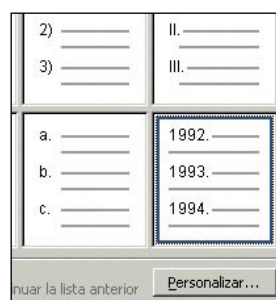 2)
3)
II.
III.
a.
b.
c.
1992.
1993.
1994.
nuar la lista anterior
Personalizar...